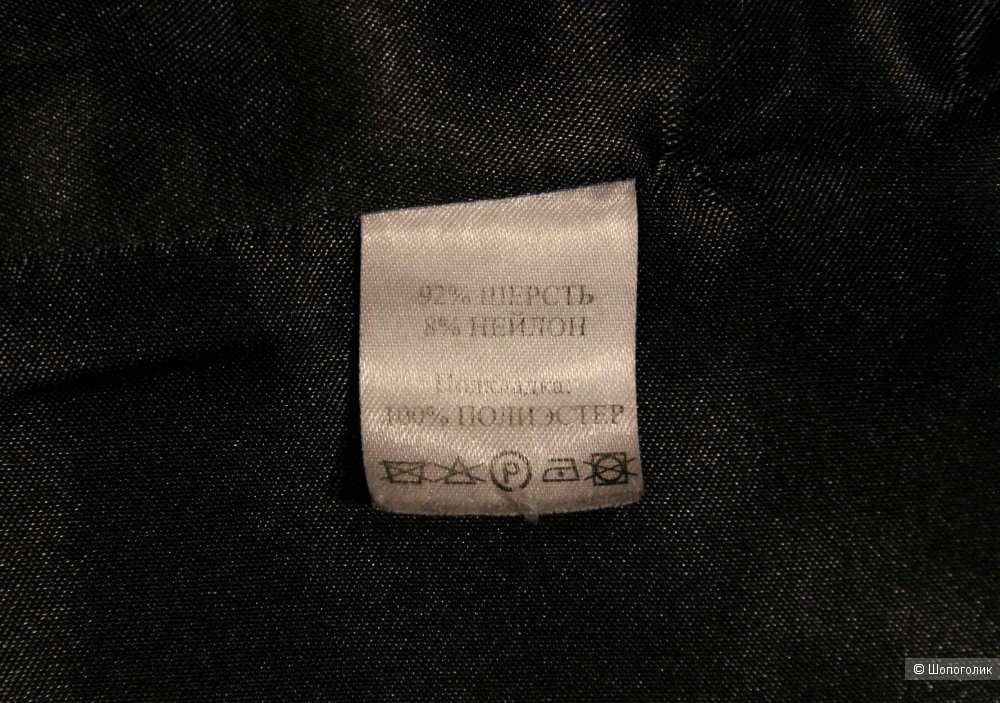 92% ШЕРСТЬ
8% НЕЙЛОН
Подкладка:
100% ПОЛИЭСТЕР
P
© Шопоголик